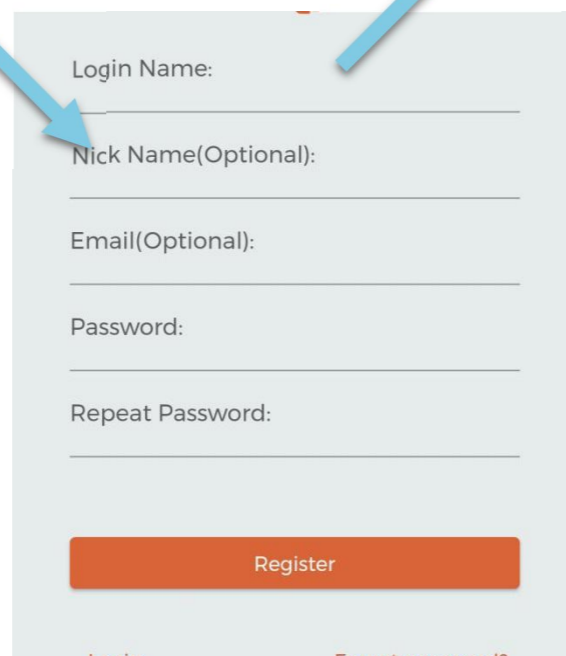 Login Name:
Nick Name(Optional):
Email(Optional):
Password:
Repeat Password:
Register